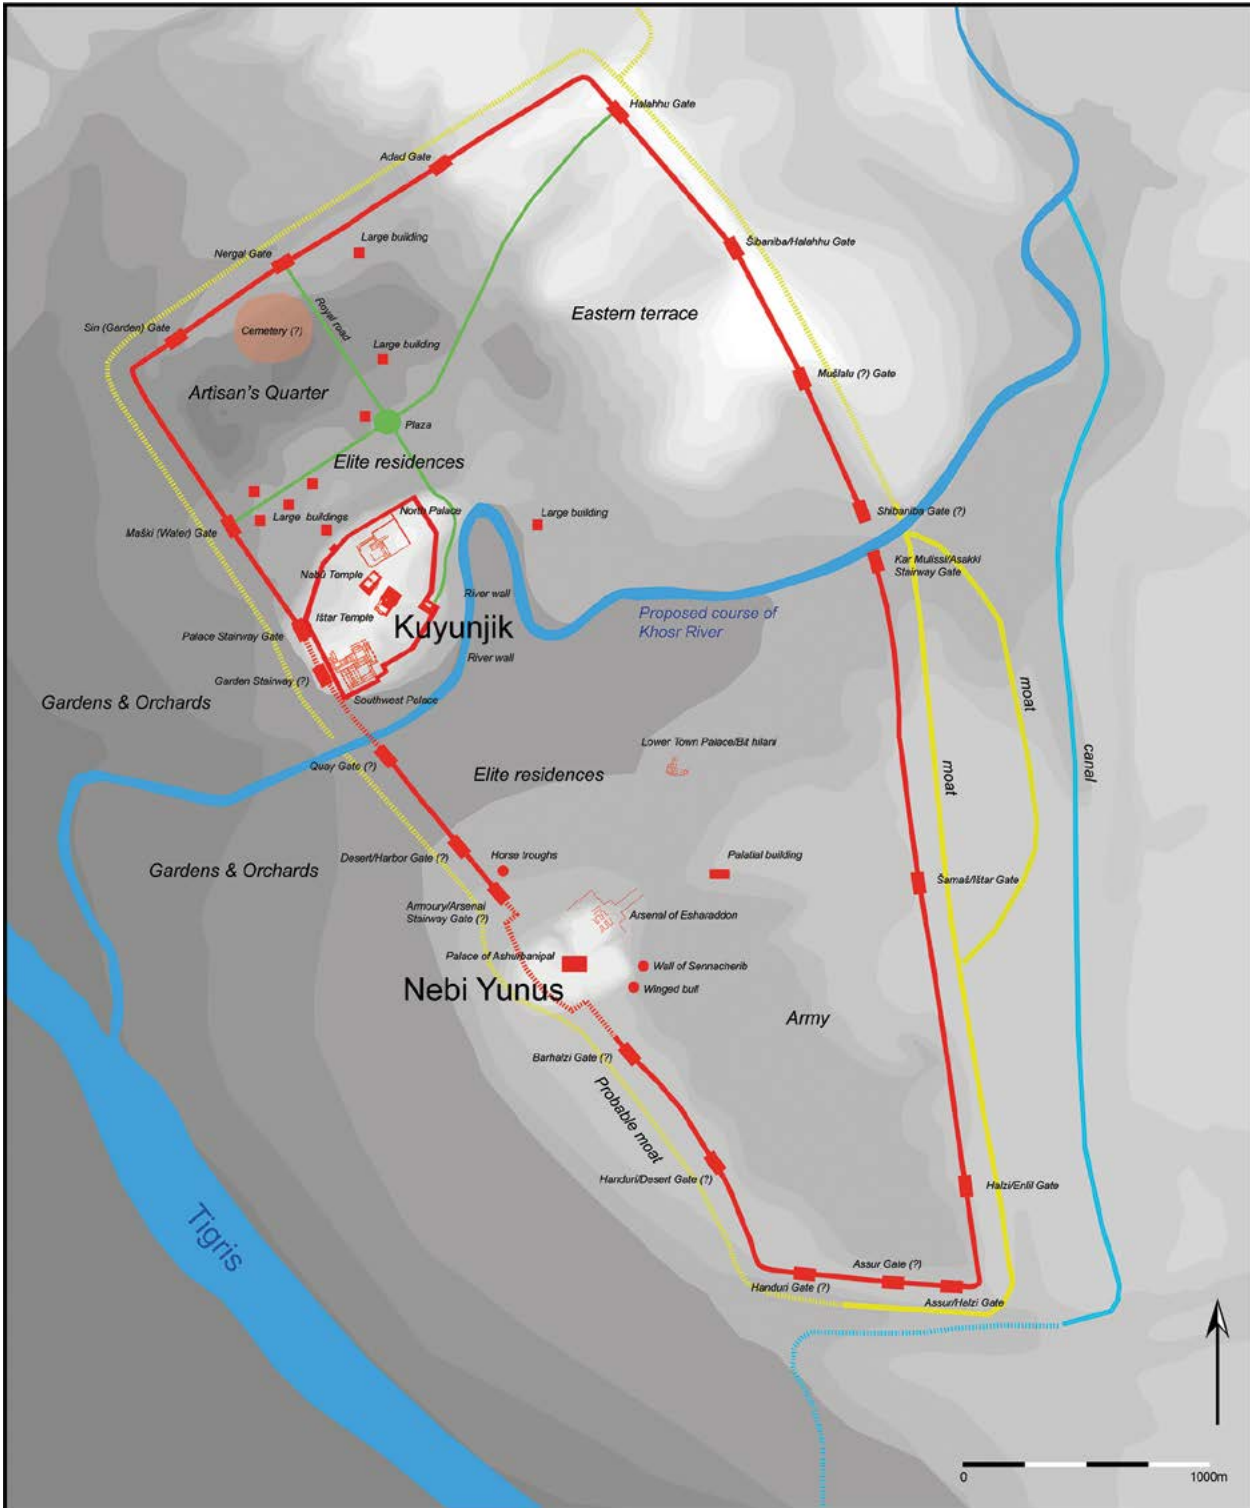 Halahhu Gate
Adad Gate
Large building
Šibaniba/Halahhu Gate
Nergal Gate
Royal road
Eastern terrace
Sin (Garden) Gate
Cemetery (?)
Large building
Mušlalu (?) Gate
Artisan's Quarter
Plaza
Elite residences
Large buildings
North Palace
Large building
Shibaniba Gate (?)
Maški (Water) Gate
Kar Mulissi/Asakki
Stairway Gate
Nabû Temple
River wall
Ištar Temple
Proposed course of
Khosr River
Kuyunjik
Palace Stairway Gate
River wall
Garden Stairway (?)
moat
Southwest Palace
Gardens & Orchards
Lower Town Palace/Bit hilani
canal
Quay Gate (?)
Elite residences
moat
Desert/Harbor Gate (?)
Horse troughs
Palatial building
Gardens & Orchards
Šamaš/Ištar Gate
Armoury/Arsenal
Stairway Gate (?)
Arsenal of Esharaddon
Palace of Ashurbanipal
Wall of Sennacherib
Nebi Yunus
Winged bull
Army
Barhalzi Gate (?)
Probable moat
Handuri/Desert Gate (?)
Halzi/Enlil Gate
Tigris
Assur Gate (?)
Handuri Gate (?)
Assur/Halzi Gate
0
1000m